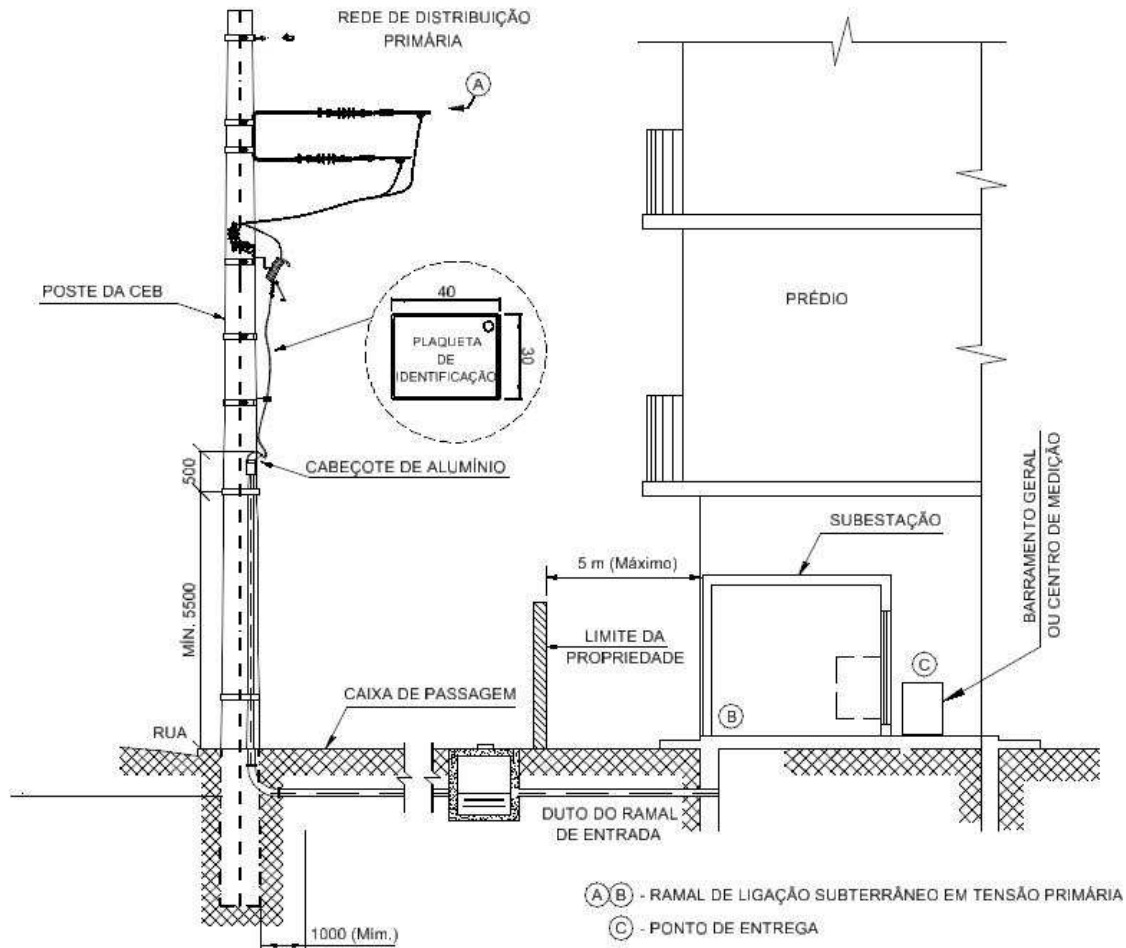 REDE DE DISTRIBUIÇÃO
PRIMÁRIA
A
POSTE DA CEB
40
PLAQUETA
DE
IDENTIFICAÇÃO
30
PRÉDIO
CABEÇOTE DE ALUMÍNIO
500
MÍN. 5500
SUBESTAÇÃO
BARRAMENTO GERAL
OU CENTRO DE MEDIÇÃO
5 m (Máximo)
LIMITE DA
PROPRIEDADE
C
B
CAIXA DE PASSAGEM
RUA
DUTO DO RAMAL
DE ENTRADA
1000 (Mim.)
A B - RAMAL DE LIGAÇÃO SUBTERRÂNEO EM TENSÃO PRIMÁRIA
C - PONTO DE ENTREGA